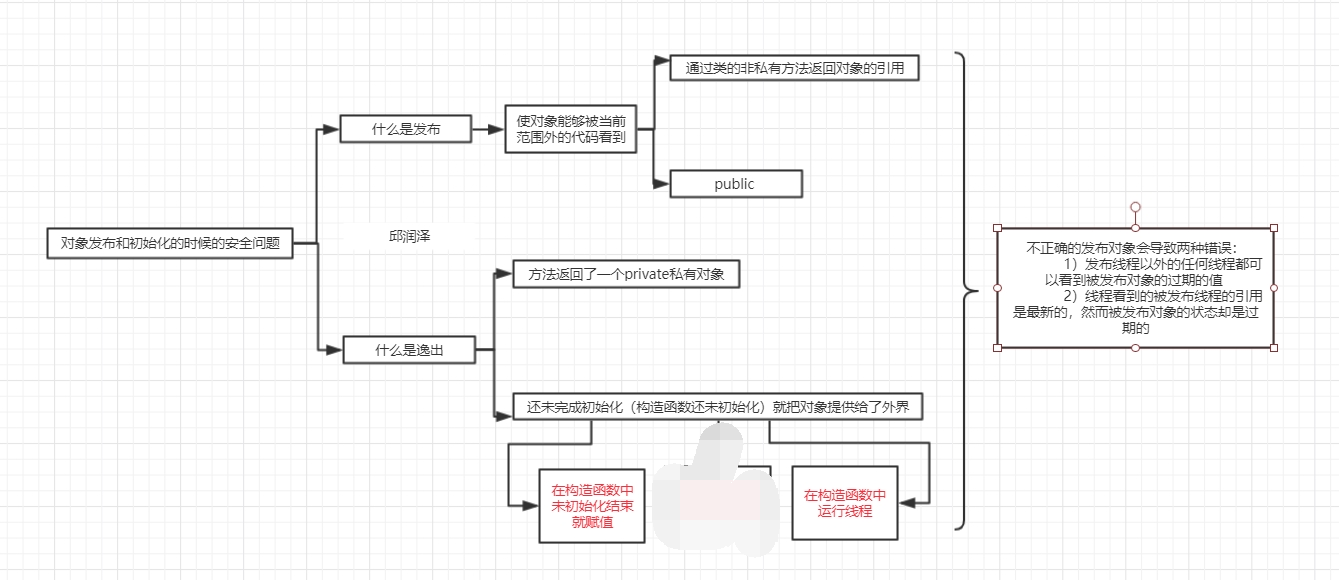 通过类的非私有方法返回对象的引用
什么是发布
使对象能够被当前
范围外的代码看到
public
对象发布和初始化的时候的安全问题
邱润泽
方法返回了一个private私有对象
什么是逸出
还未完成初始化（构造函数还未初始化）就把对象提供给了外界
在构造函数中
未初始化结束
就赋值
在构造函数中
运行线程
不正确的发布对象会导致两种错误：
1）发布线程以外的任何线程都可
以看到被发布对象的过期的值
2）线程看到的被发布线程的引用
是最新的，然而被发布对象的状态却是过
期的